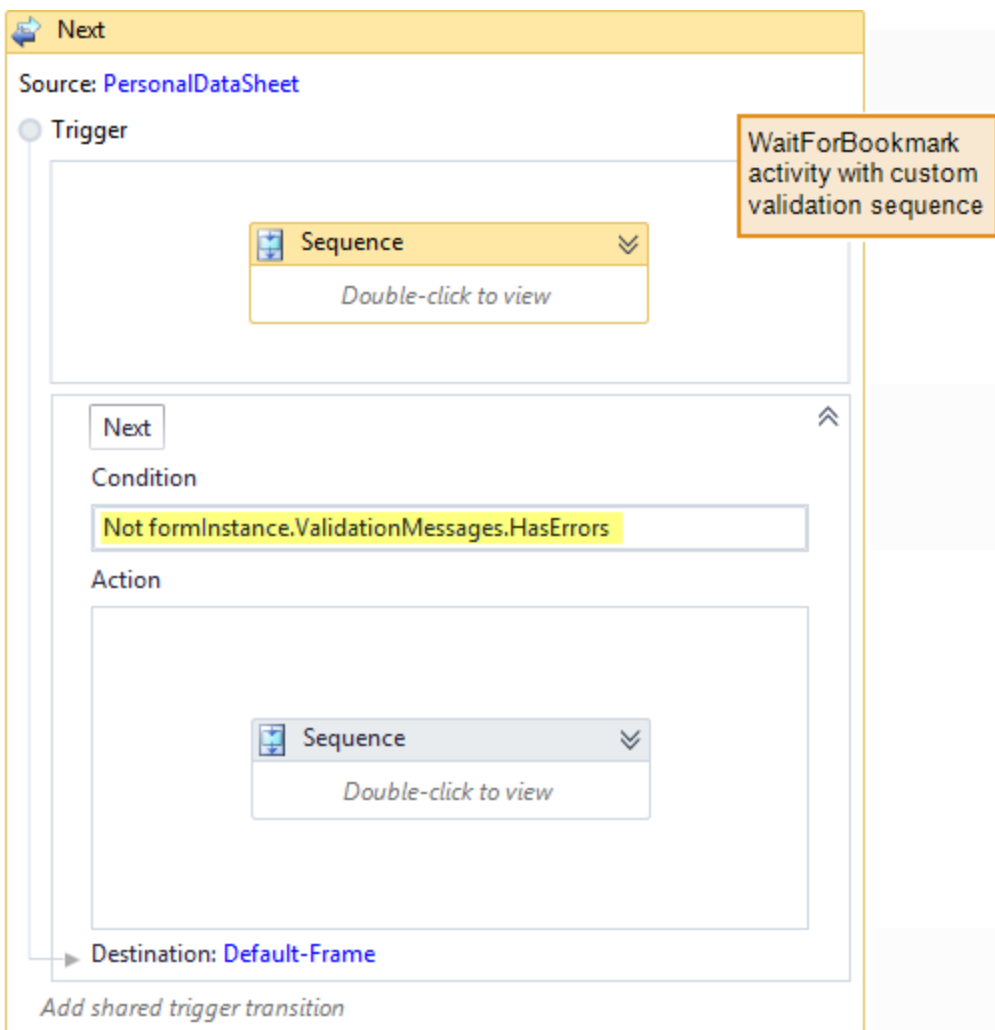 Next
Source: PersonalDataSheet
Trigger
WaitForBookmark
activity with custom
validation sequence
Sequence
Double-click to view
Next
Condition
Not formInstance.ValidationMessages.HasErrors
Action
Sequence
Double-click to view
Destination: Default-Frame
Add shared trigger transition